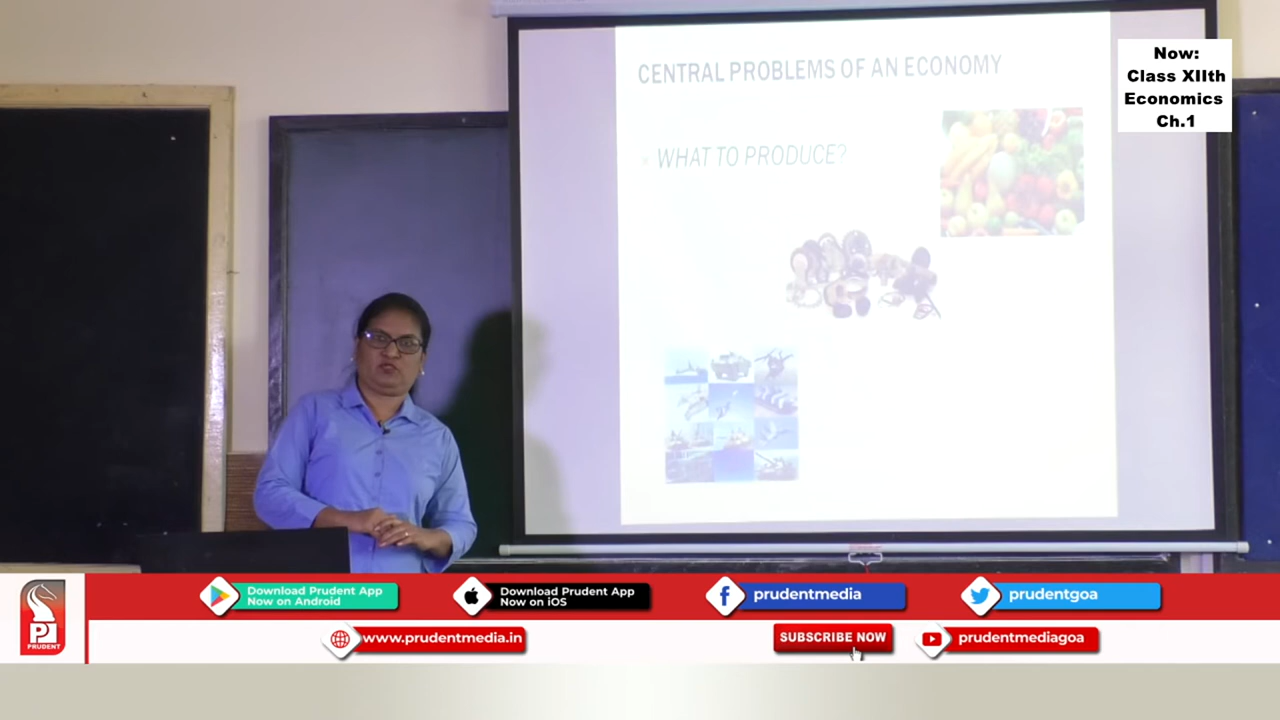 CENTRAL PROBLEMS OF AN ECONOMY
WHAT TO PRODUCE?
Now:
Class XIIth
Economics
Ch.1
Download Prudent App
Now on Android
Download Prudent App
Now on iOS
prudentmedia
prudentgoa
PRUDENT
www.prudentmedia.in
SUBSCRIBE NOW
prudentmediagoa